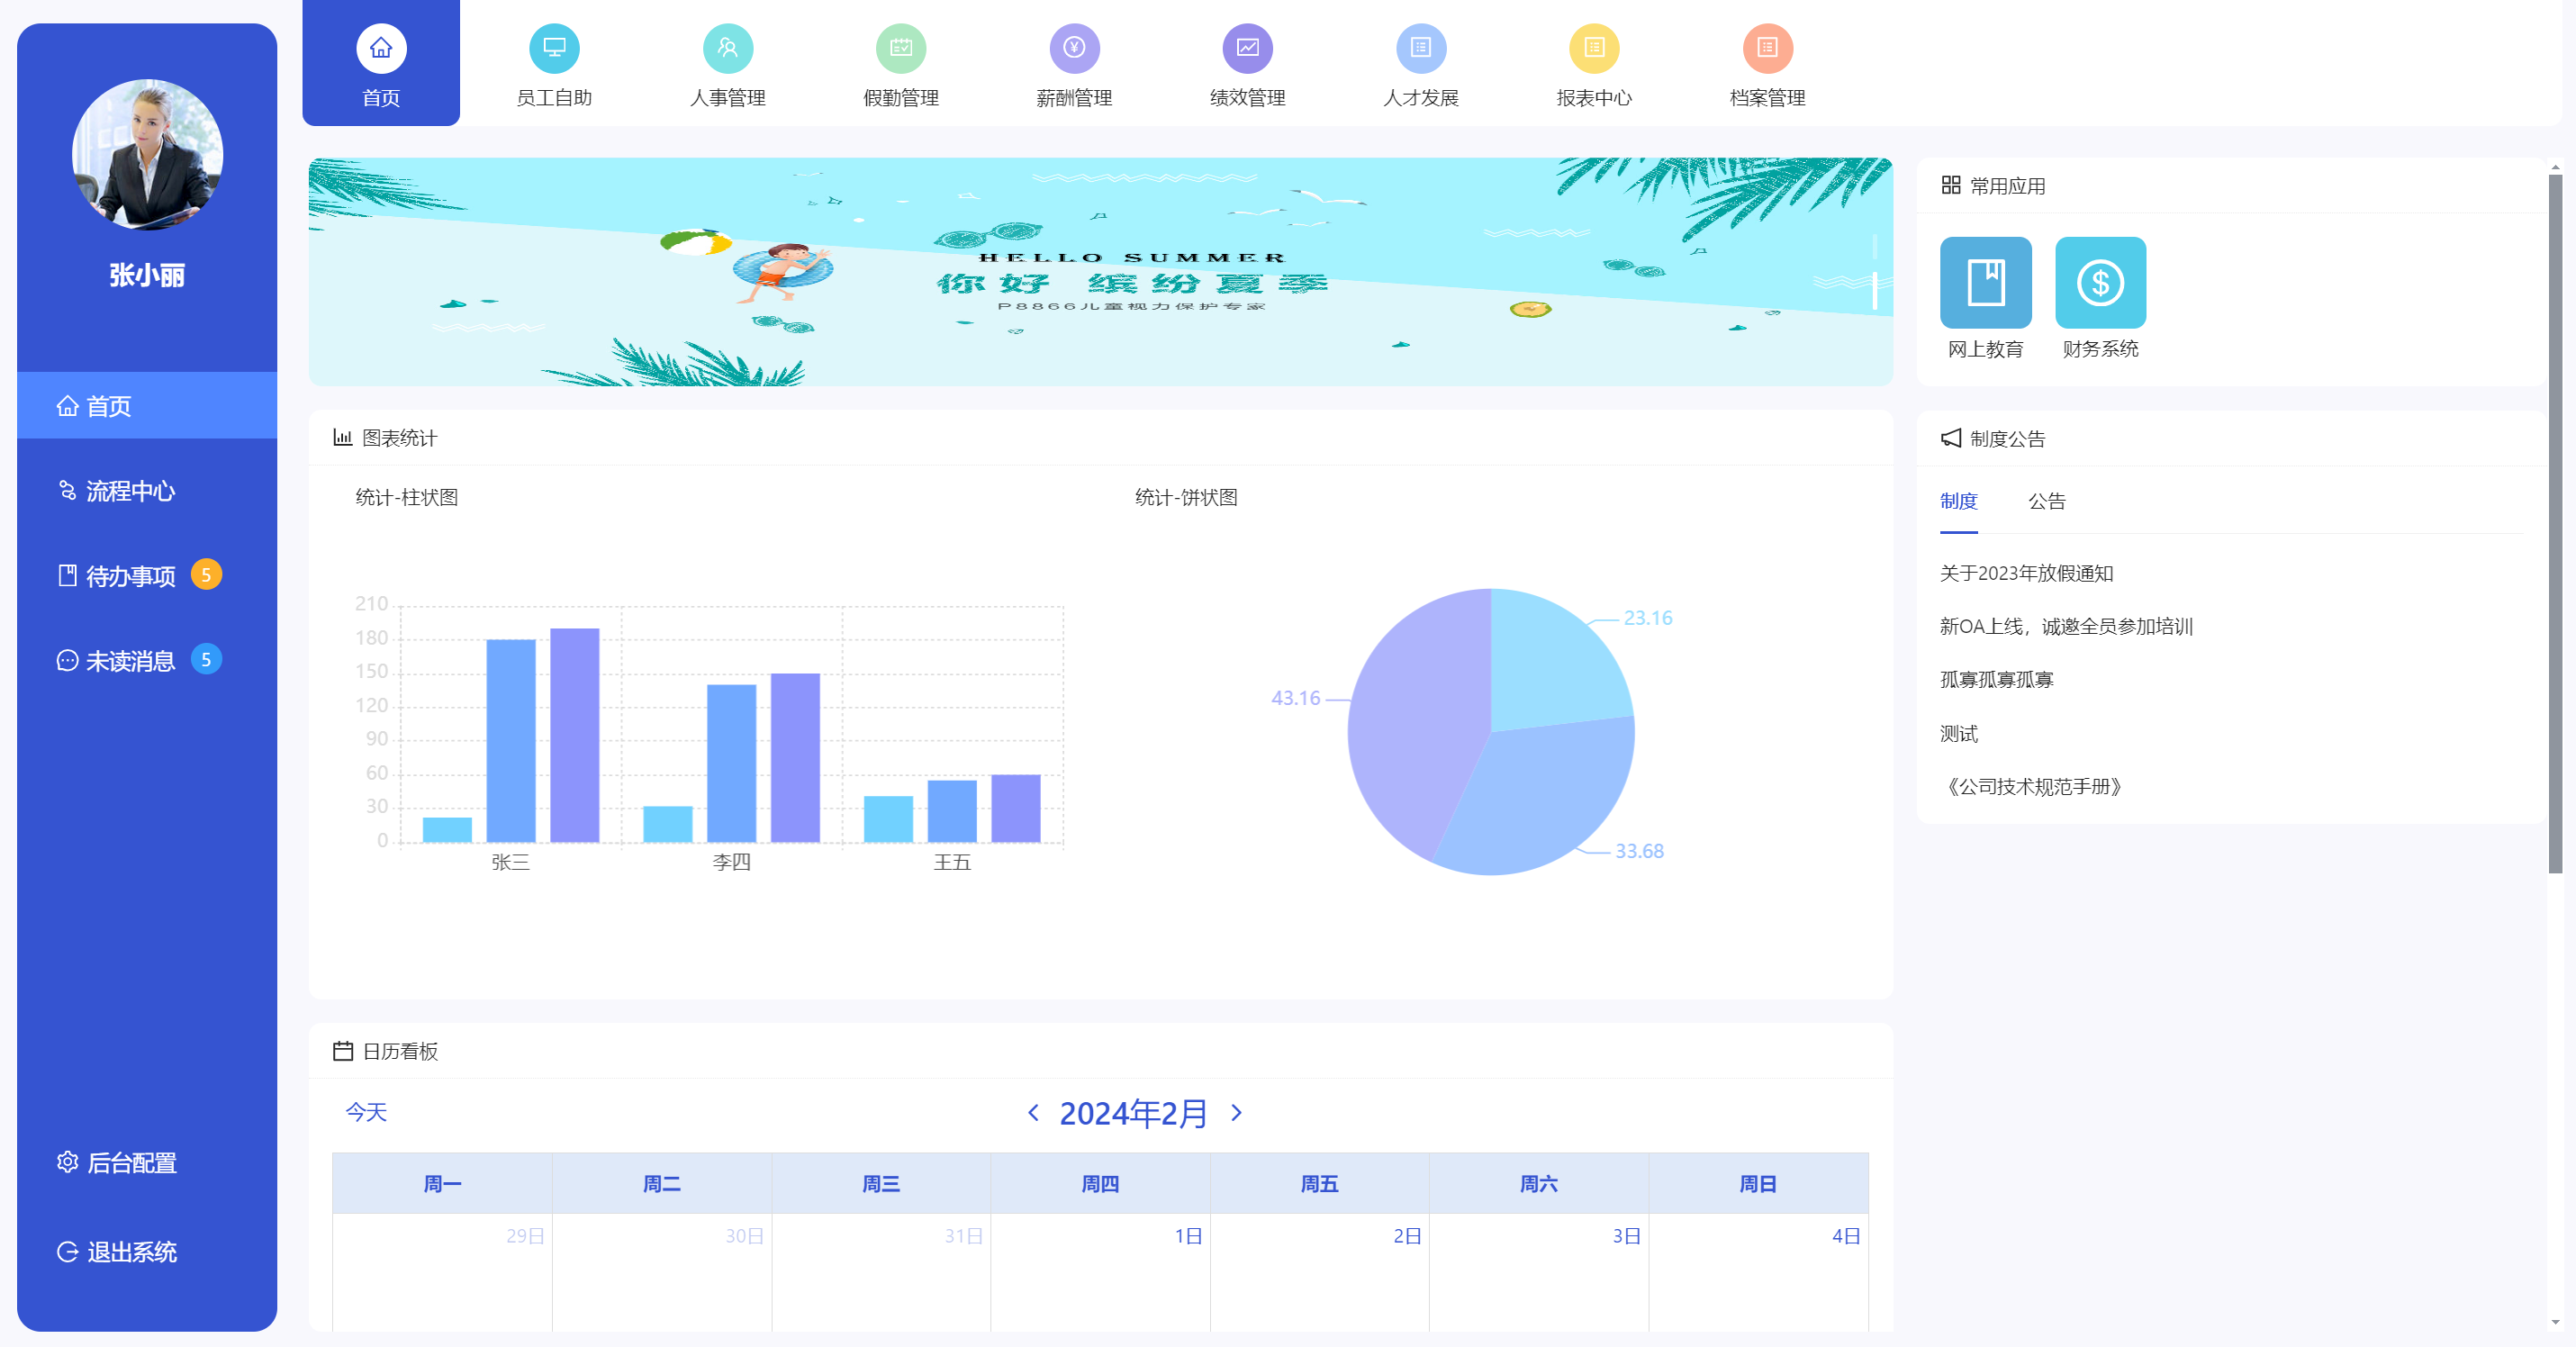 张小丽
首页
流程中心
待办事项 5
未读消息 5
后台配置
退出系统
首页
员工自助
人事管理
假勤管理
薪酬管理
绩效管理
人才发展
报表中心
档案管理
HELLO SUMMER
你好 缤纷夏季
P8866儿童视力保护专家
图表统计
统计-柱状图
210
180
150
120
90
60
30
0
张三 李四 王五
统计-饼状图
23.16
43.16
33.68
日历看板
今天
2024年2月
周一 周二 周三 周四 周五 周六 周日
29日 30日 31日 1日 2日 3日 4日
常用应用
网上教育 财务系统
制度公告
制度 公告
关于2023年放假通知
新OA上线，诚邀全员参加培训
孤寡孤寡孤寡
测试
《公司技术规范手册》